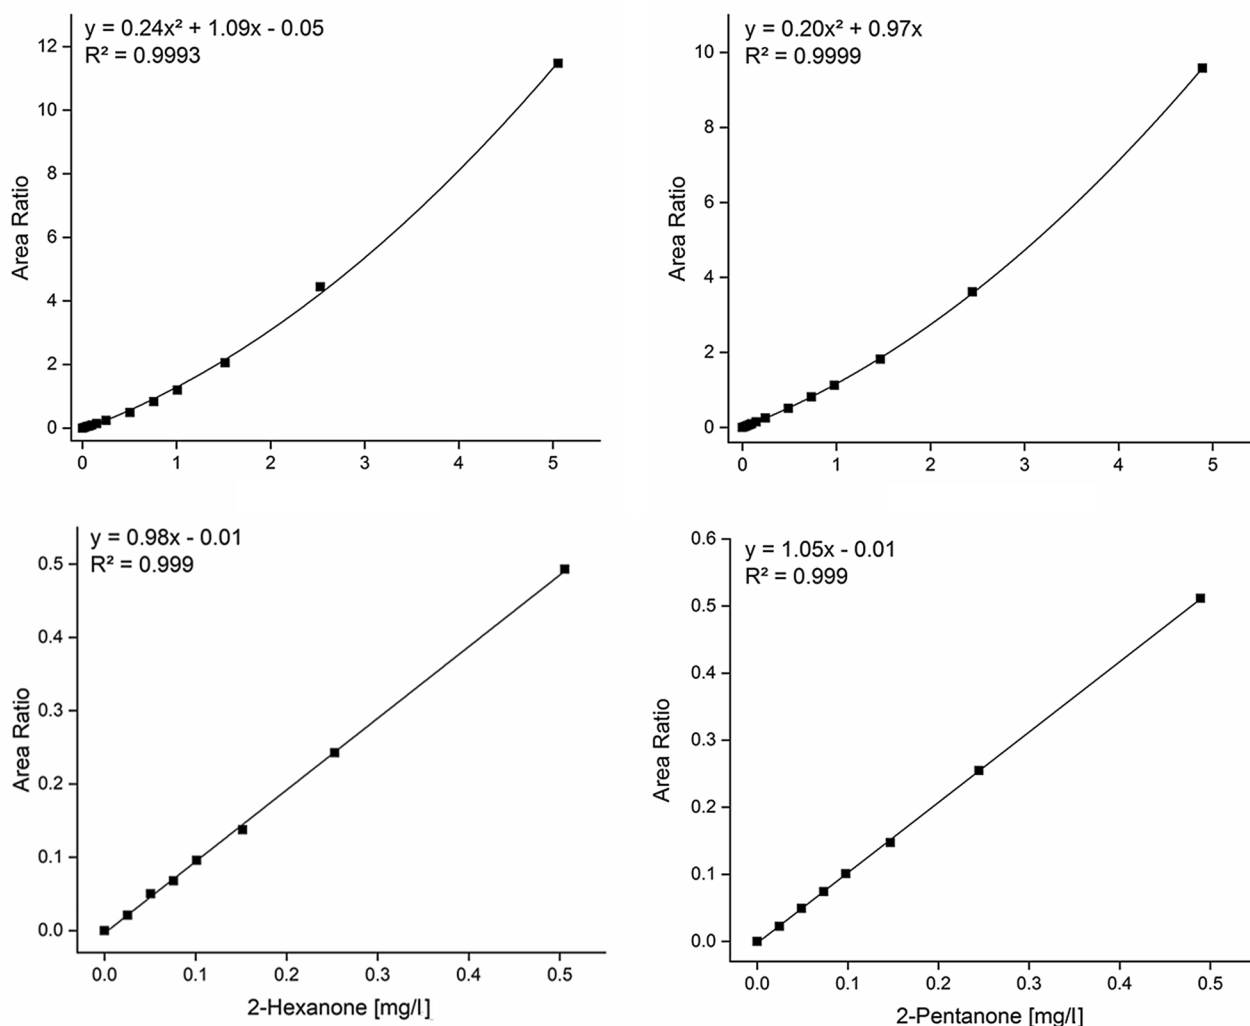 y = 0.24x² + 1.09x - 0.05
R² = 0.9993
12
10
8
6
4
2
0
Area Ratio
0 1 2 3 4 5
y = 0.20x² + 0.97x
R² = 0.9999
10
8
6
4
2
0
Area Ratio
0 1 2 3 4 5
y = 0.98x - 0.01
R² = 0.999
0.5
0.4
0.3
0.2
0.1
0.0
Area Ratio
0.0 0.1 0.2 0.3 0.4 0.5
2-Hexanone [mg/l]
y = 1.05x - 0.01
R² = 0.999
0.6
0.5
0.4
0.3
0.2
0.1
0.0
Area Ratio
0.0 0.1 0.2 0.3 0.4 0.5
2-Pentanone [mg/l]